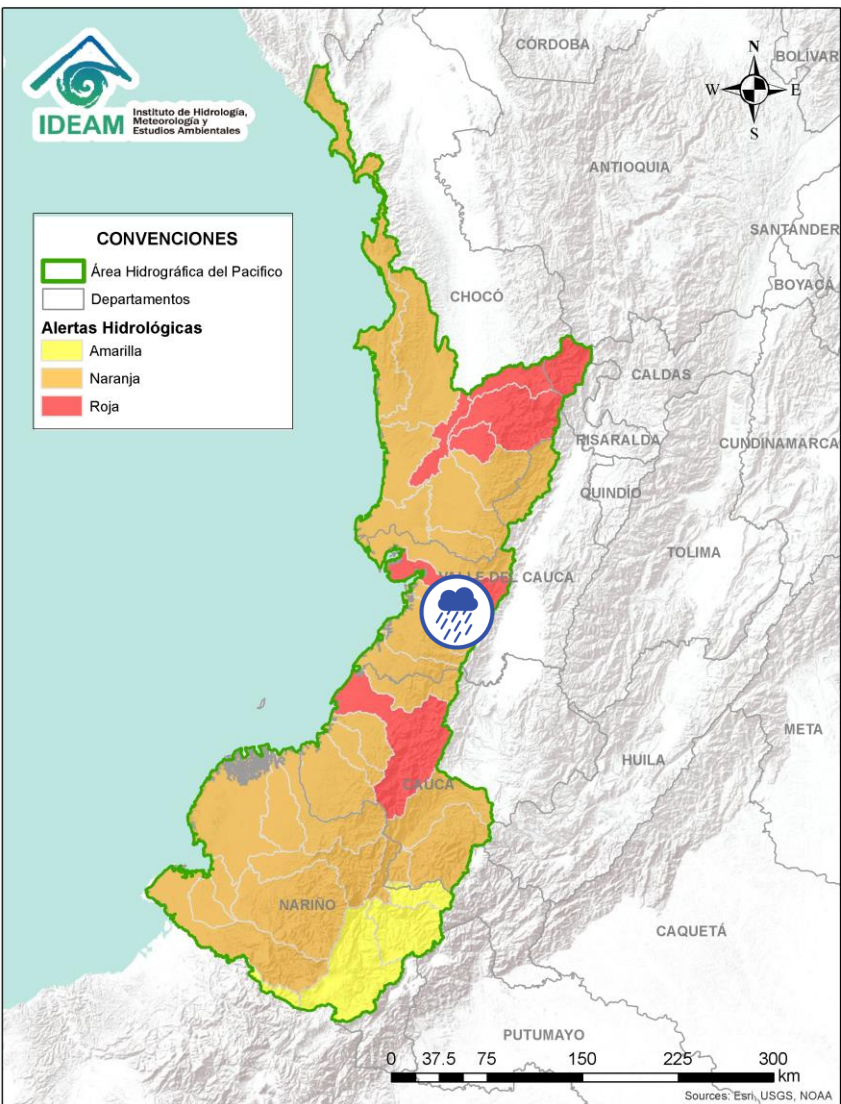 IDEAM
Instituto de Hidrología,
Meteorología y
Estudios Ambientales
CÓRDOBA
BOLÍVAR
N
W
E
S
ANTIOQUIA
SANTANDER
BOYACÁ
CONVENCIONES
Área Hidrográfica del Pacifico
Departamentos
Alertas Hidrológicas
Amarilla
Naranja
Roja
CHOCÓ
CALDAS
RISARALDA
CUNDINAMARCA
QUINDÍO
TOLIMA
VALLE DEL CAUCA
META
HUILA
CAUCA
NARIÑO
CAQUETÁ
PUTUMAYO
0 37.5 75 150 225 300
km
Sources: Esri, USGS, NOAA